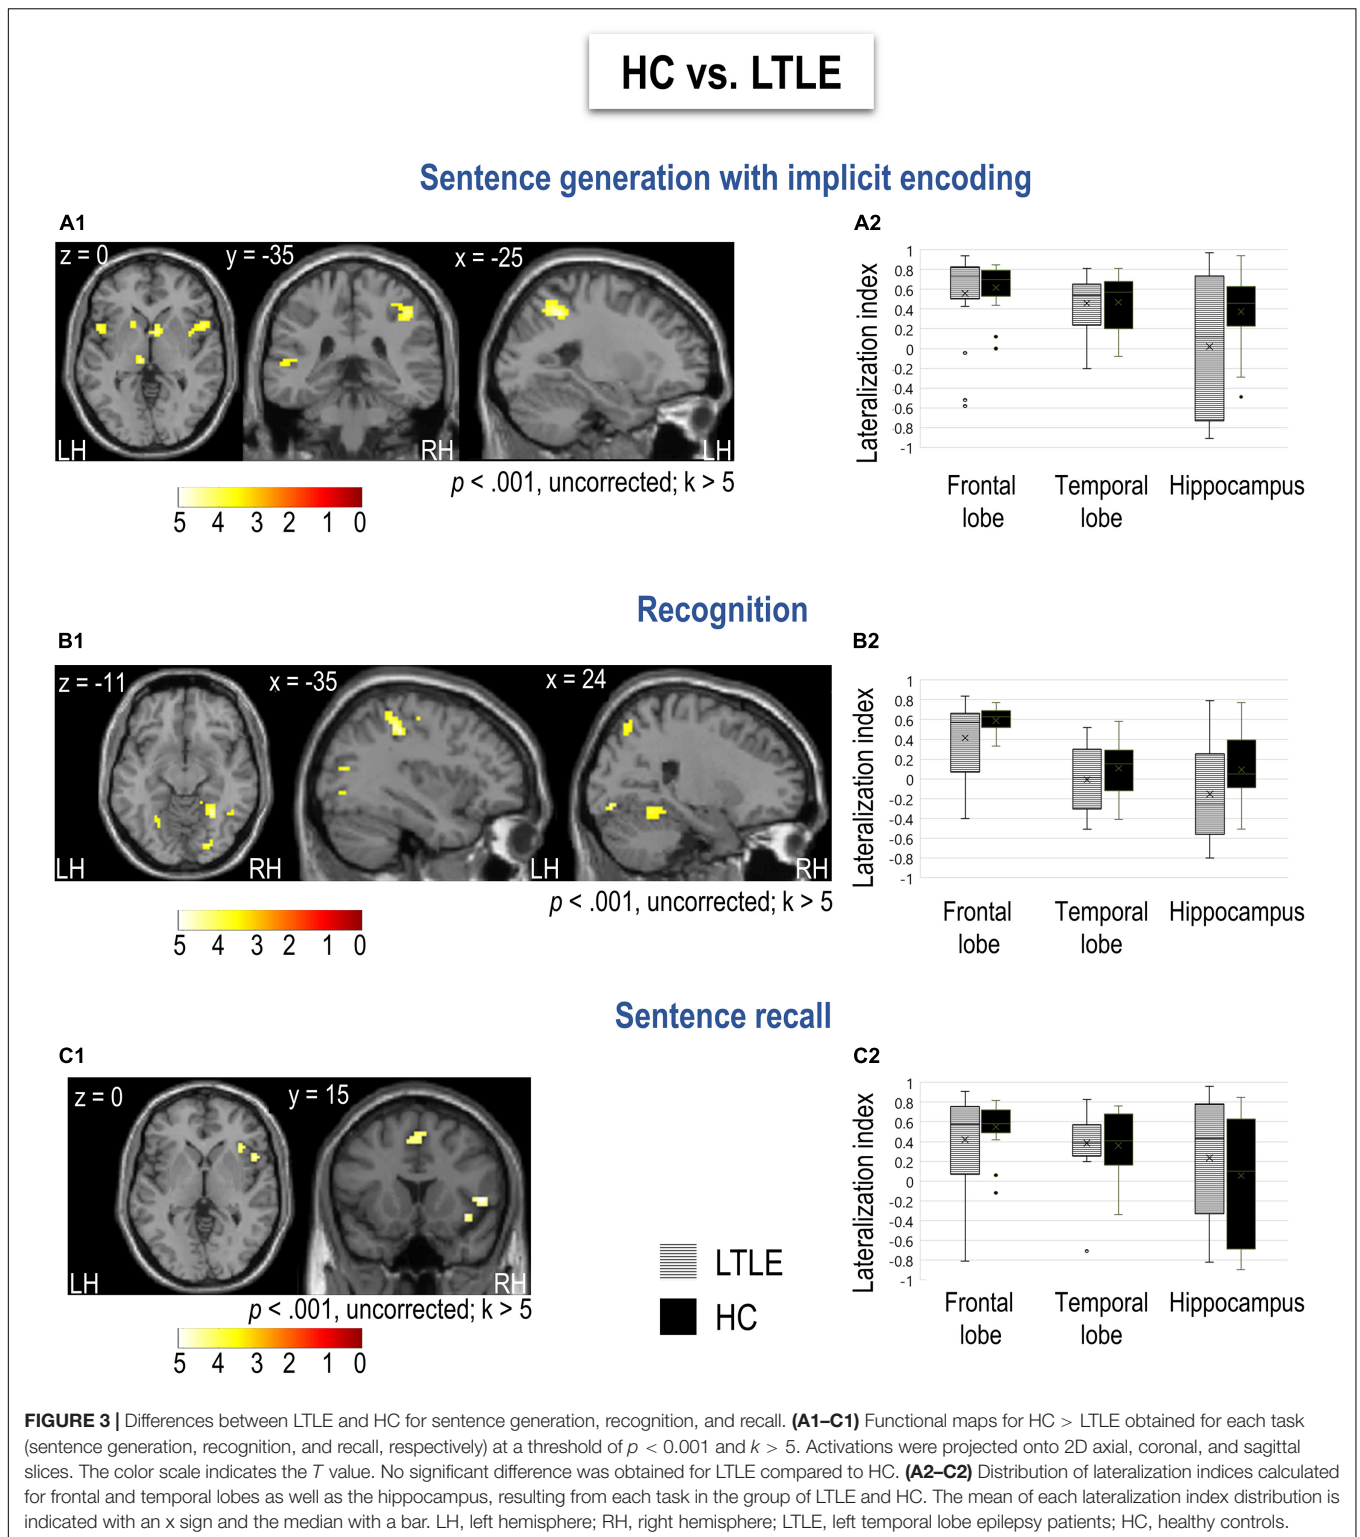 HC vs. LTLE
Sentence generation with implicit encoding
A1
z = 0
y = -35
x = -25
LH
RH
LH
p < .001, uncorrected; k > 5
5 4 3 2 1 0
A2
Lateralization index
1
0.8
0.6
0.4
0.2
0
-0.2
-0.4
-0.6
-0.8
-1
Frontal lobe
Temporal lobe
Hippocampus
Recognition
B1
z = -11
x = -35
x = 24
LH
RH
LH
RH
p < .001, uncorrected; k > 5
5 4 3 2 1 0
B2
Lateralization index
1
0.8
0.6
0.4
0.2
0
-0.2
-0.4
-0.6
-0.8
-1
Frontal lobe
Temporal lobe
Hippocampus
Sentence recall
C1
z = 0
y = 15
LH
RH
p < .001, uncorrected; k > 5
5 4 3 2 1 0
LTLE
HC
C2
Lateralization index
1
0.8
0.6
0.4
0.2
0
-0.2
-0.4
-0.6
-0.8
-1
Frontal lobe
Temporal lobe
Hippocampus
FIGURE 3 | Differences between LTLE and HC for sentence generation, recognition, and recall. (A1–C1) Functional maps for HC > LTLE obtained for each task
(sentence generation, recognition, and recall, respectively) at a threshold of p < 0.001 and k > 5. Activations were projected onto 2D axial, coronal, and sagittal
slices. The color scale indicates the T value. No significant difference was obtained for LTLE compared to HC. (A2–C2) Distribution of lateralization indices calculated
for frontal and temporal lobes as well as the hippocampus, resulting from each task in the group of LTLE and HC. The mean of each lateralization index distribution is
indicated with an x sign and the median with a bar. LH, left hemisphere; RH, right hemisphere; LTLE, left temporal lobe epilepsy patients; HC, healthy controls.